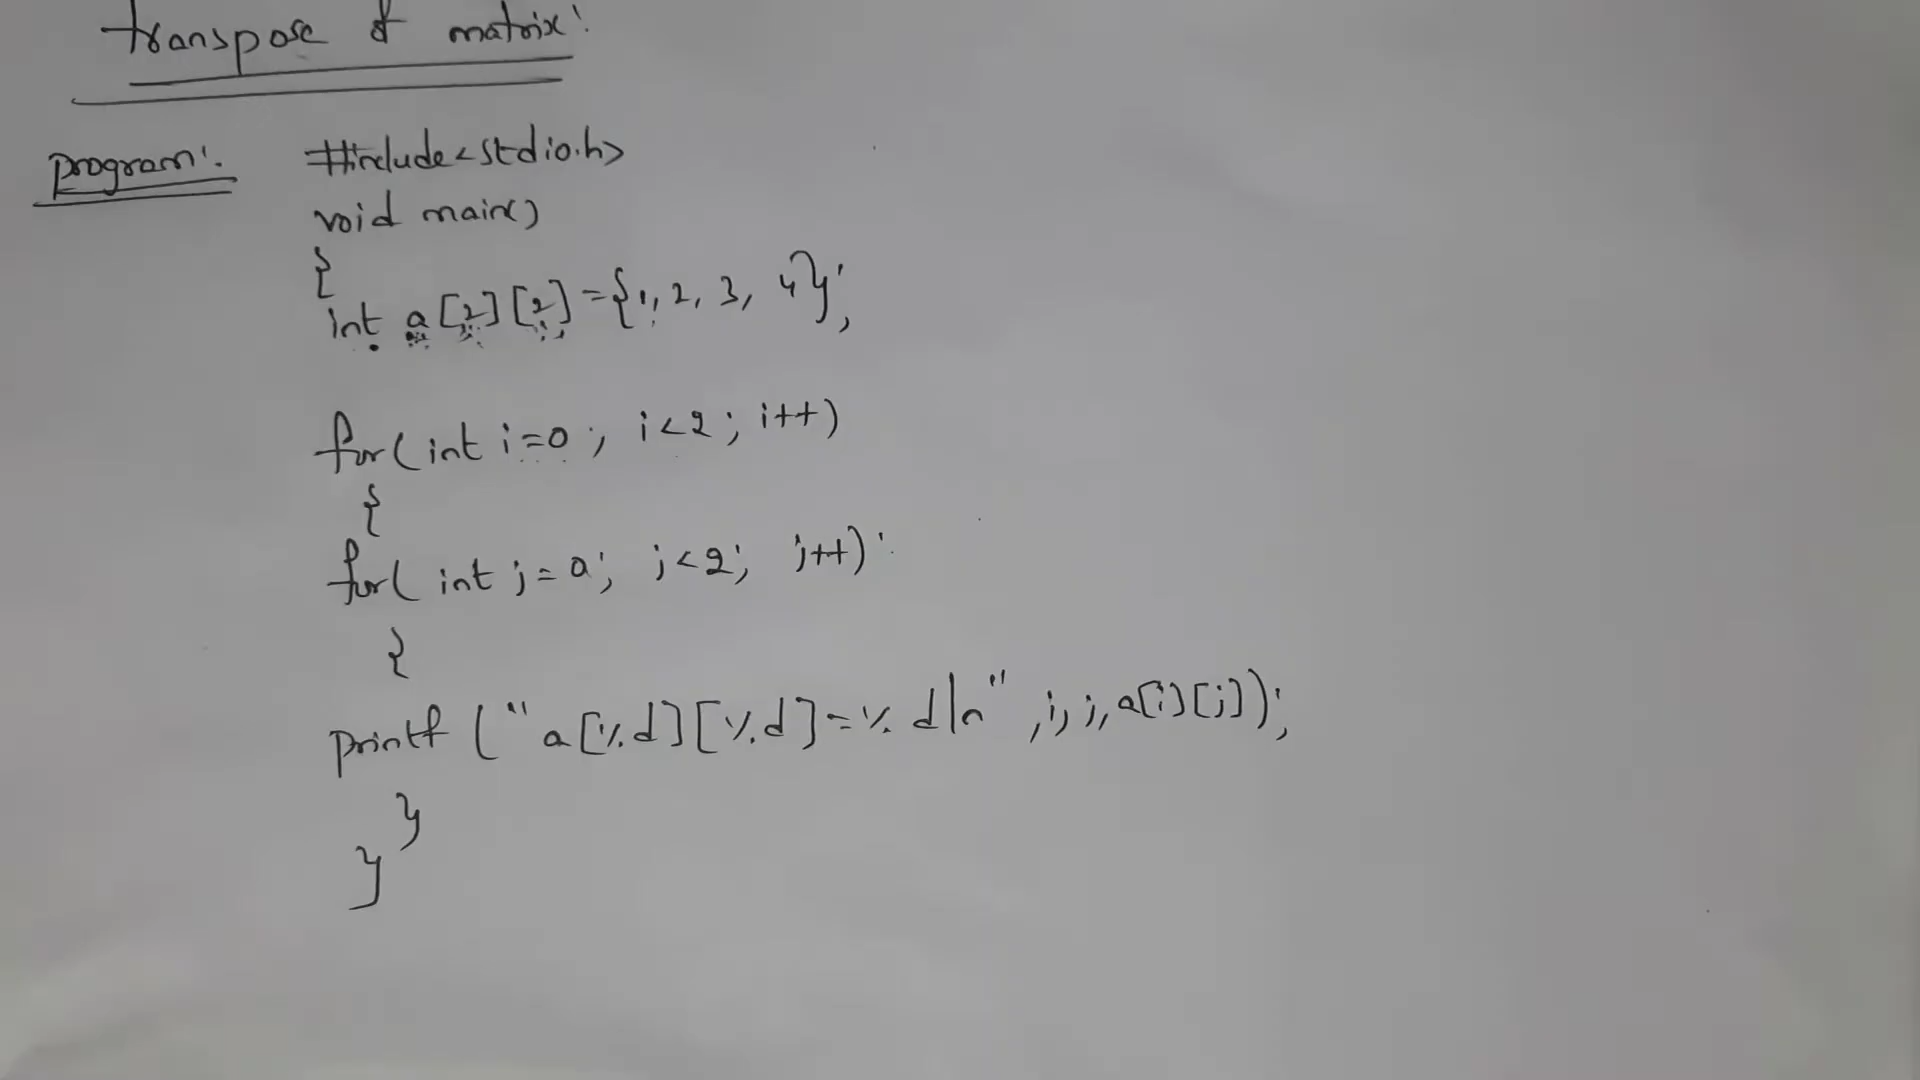 transpose of matrix:
program:
#include<stdio.h>
void main()
{
int a[2][2]={1, 2, 3, 4};
for(int i=0; i<2; i++)
{
for(int j=0; j<2; j++)
{
printf ("a[%d][%d]=%d\n",i,j,a[i][j]);
}
}